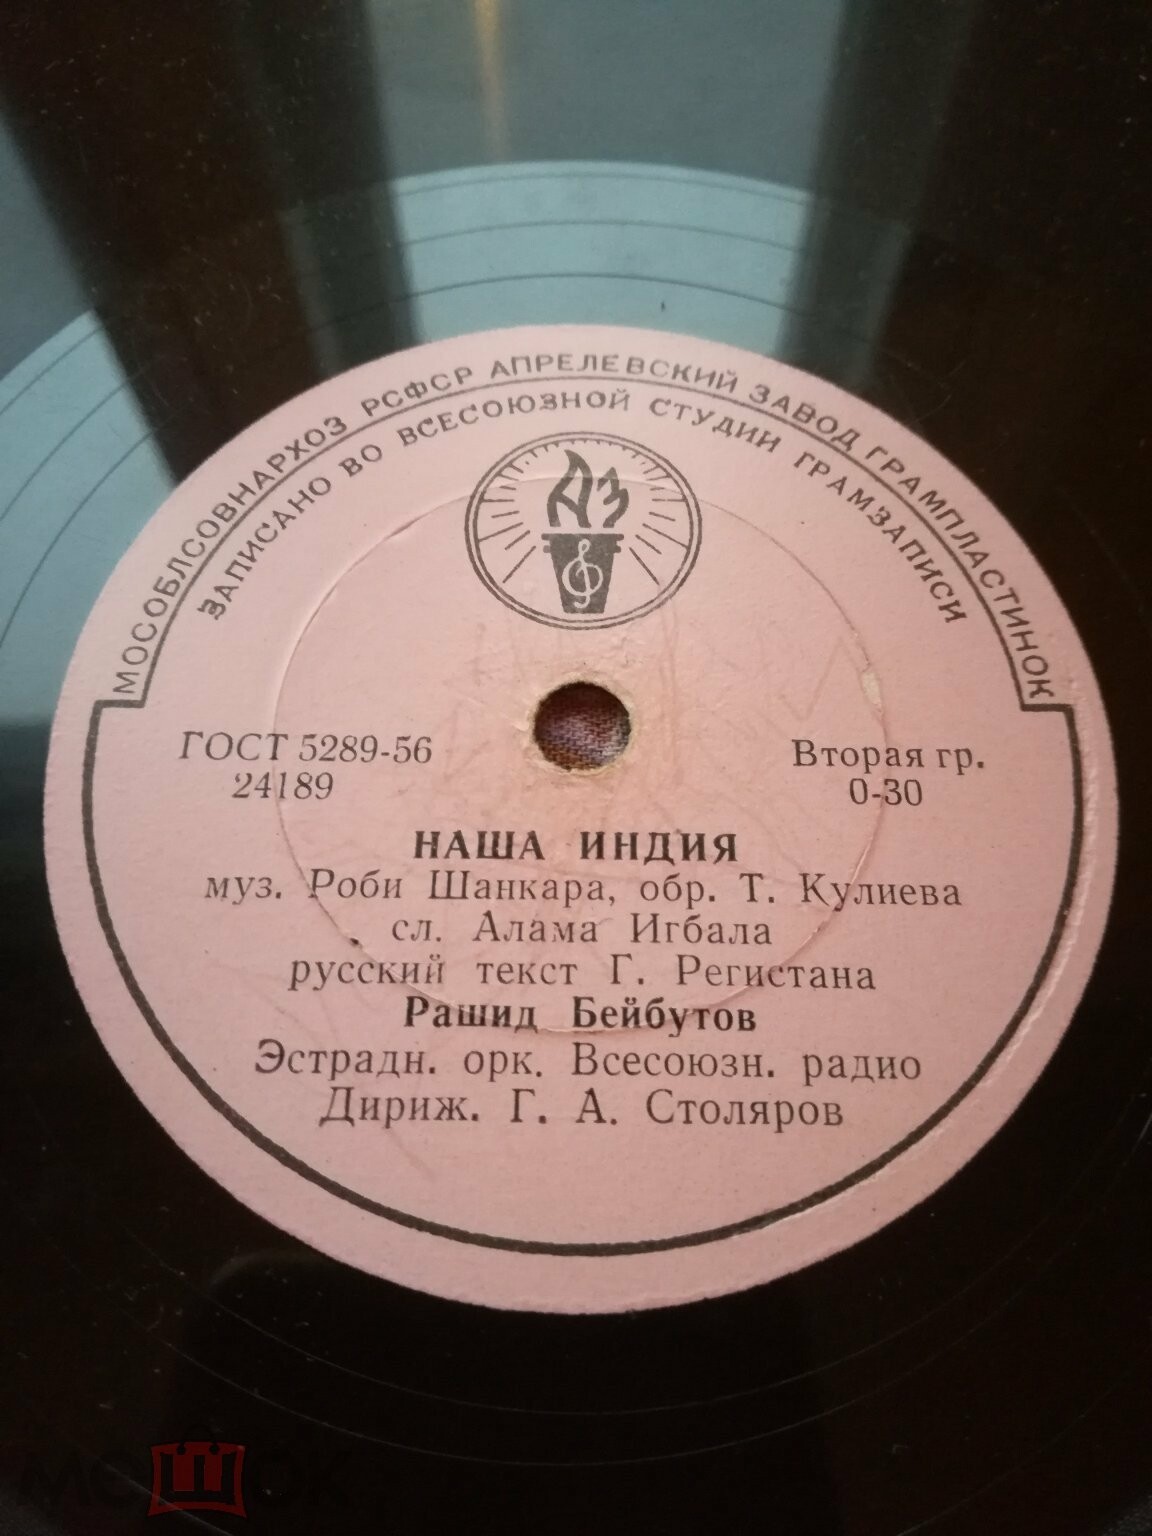 МОСОБЛСОВНАРХОЗ РСФСР АПРЕЛЕВСКИЙ ЗАВОД ГРАМПЛАСТИНОК
ЗАПИСАНО ВО ВСЕСОЮЗНОЙ СТУДИИ ГРАМЗАПИСИ
АЗ
ГОСТ 5289-56
24189
Вторая гр.
0-30
НАША ИНДИЯ
муз. Роби Шанкара, обр. Т. Кулиева
сл. Алама Игбала
русский текст Г. Регистана
Рашид Бейбутов
Эстрадн. орк. Всесоюзн. радио
Дириж. Г. А. Столяров
мешок